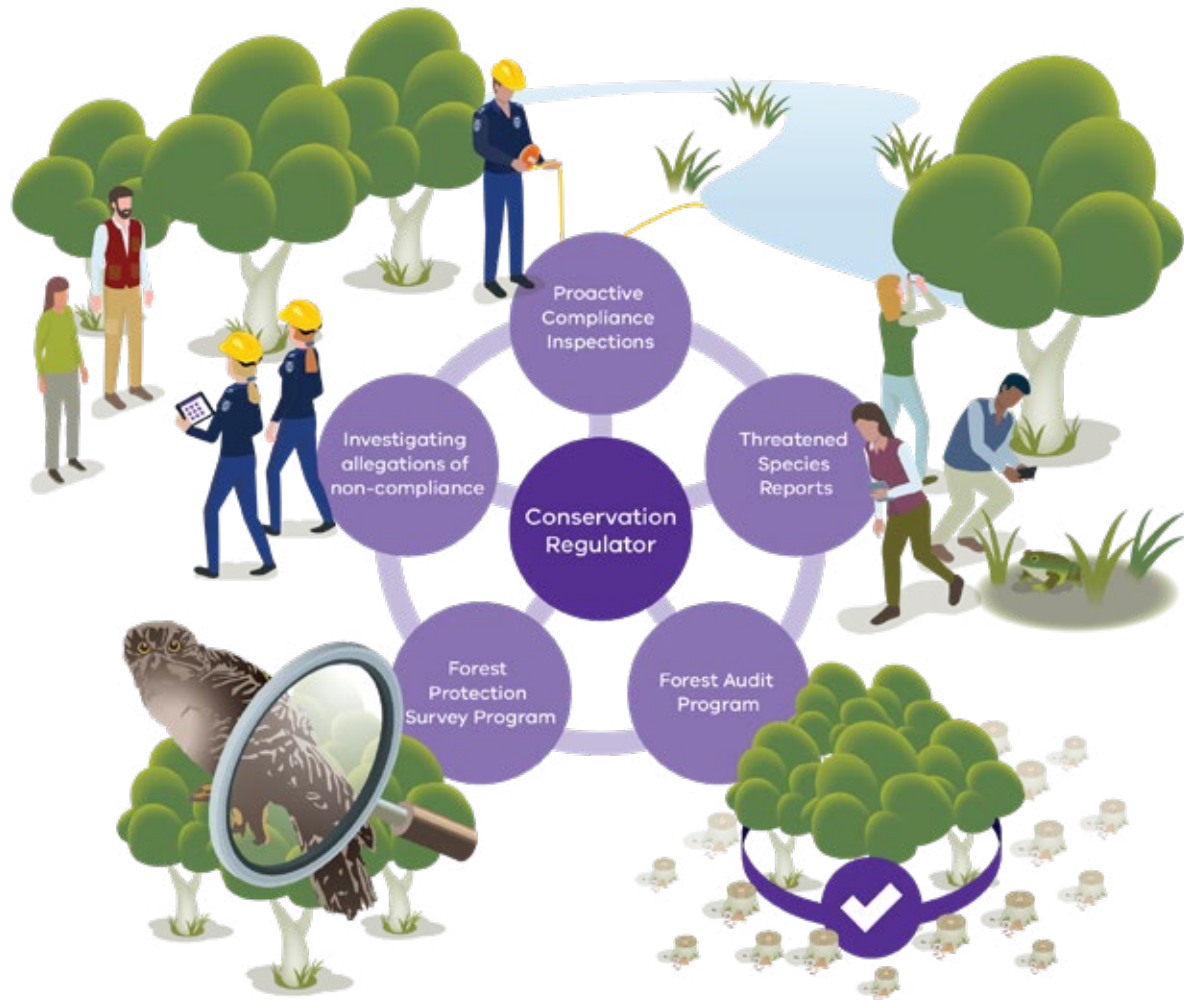 Proactive
Compliance
Inspections
Investigating
allegations of
non-compliance
Threatened
Species
Reports
Conservation
Regulator
Forest
Protection
Survey Program
Forest Audit
Program